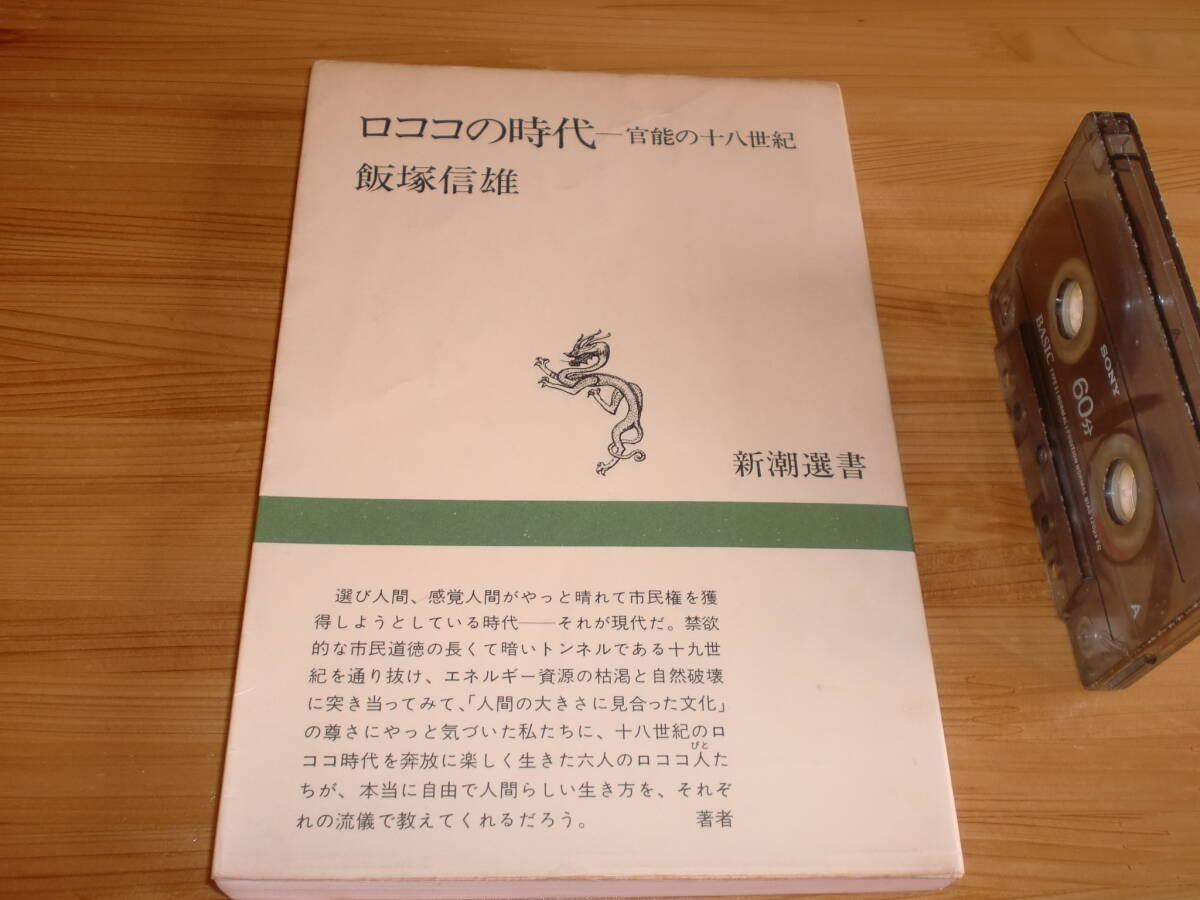 ロココの時代―官能の十八世紀
飯塚信雄
新潮選書
選び人間、感覚人間がやっと晴れて市民権を獲
得しようとしている時代――それが現代だ。禁欲
的な市民道徳の長くて暗いトンネルである十九世
紀を通り抜け、エネルギー資源の枯渇と自然破壊
に突き当ってみて、「人間の大きさに見合った文化」
の尊さにやっと気づいた私たちに、十八世紀のロ
ココ時代を奔放に楽しく生きた六人のロココ人びとた
ちが、本当に自由で人間らしい生き方を、それぞ
れの流儀で教えてくれるだろう。 著者
SONY
BASIC
60分
A